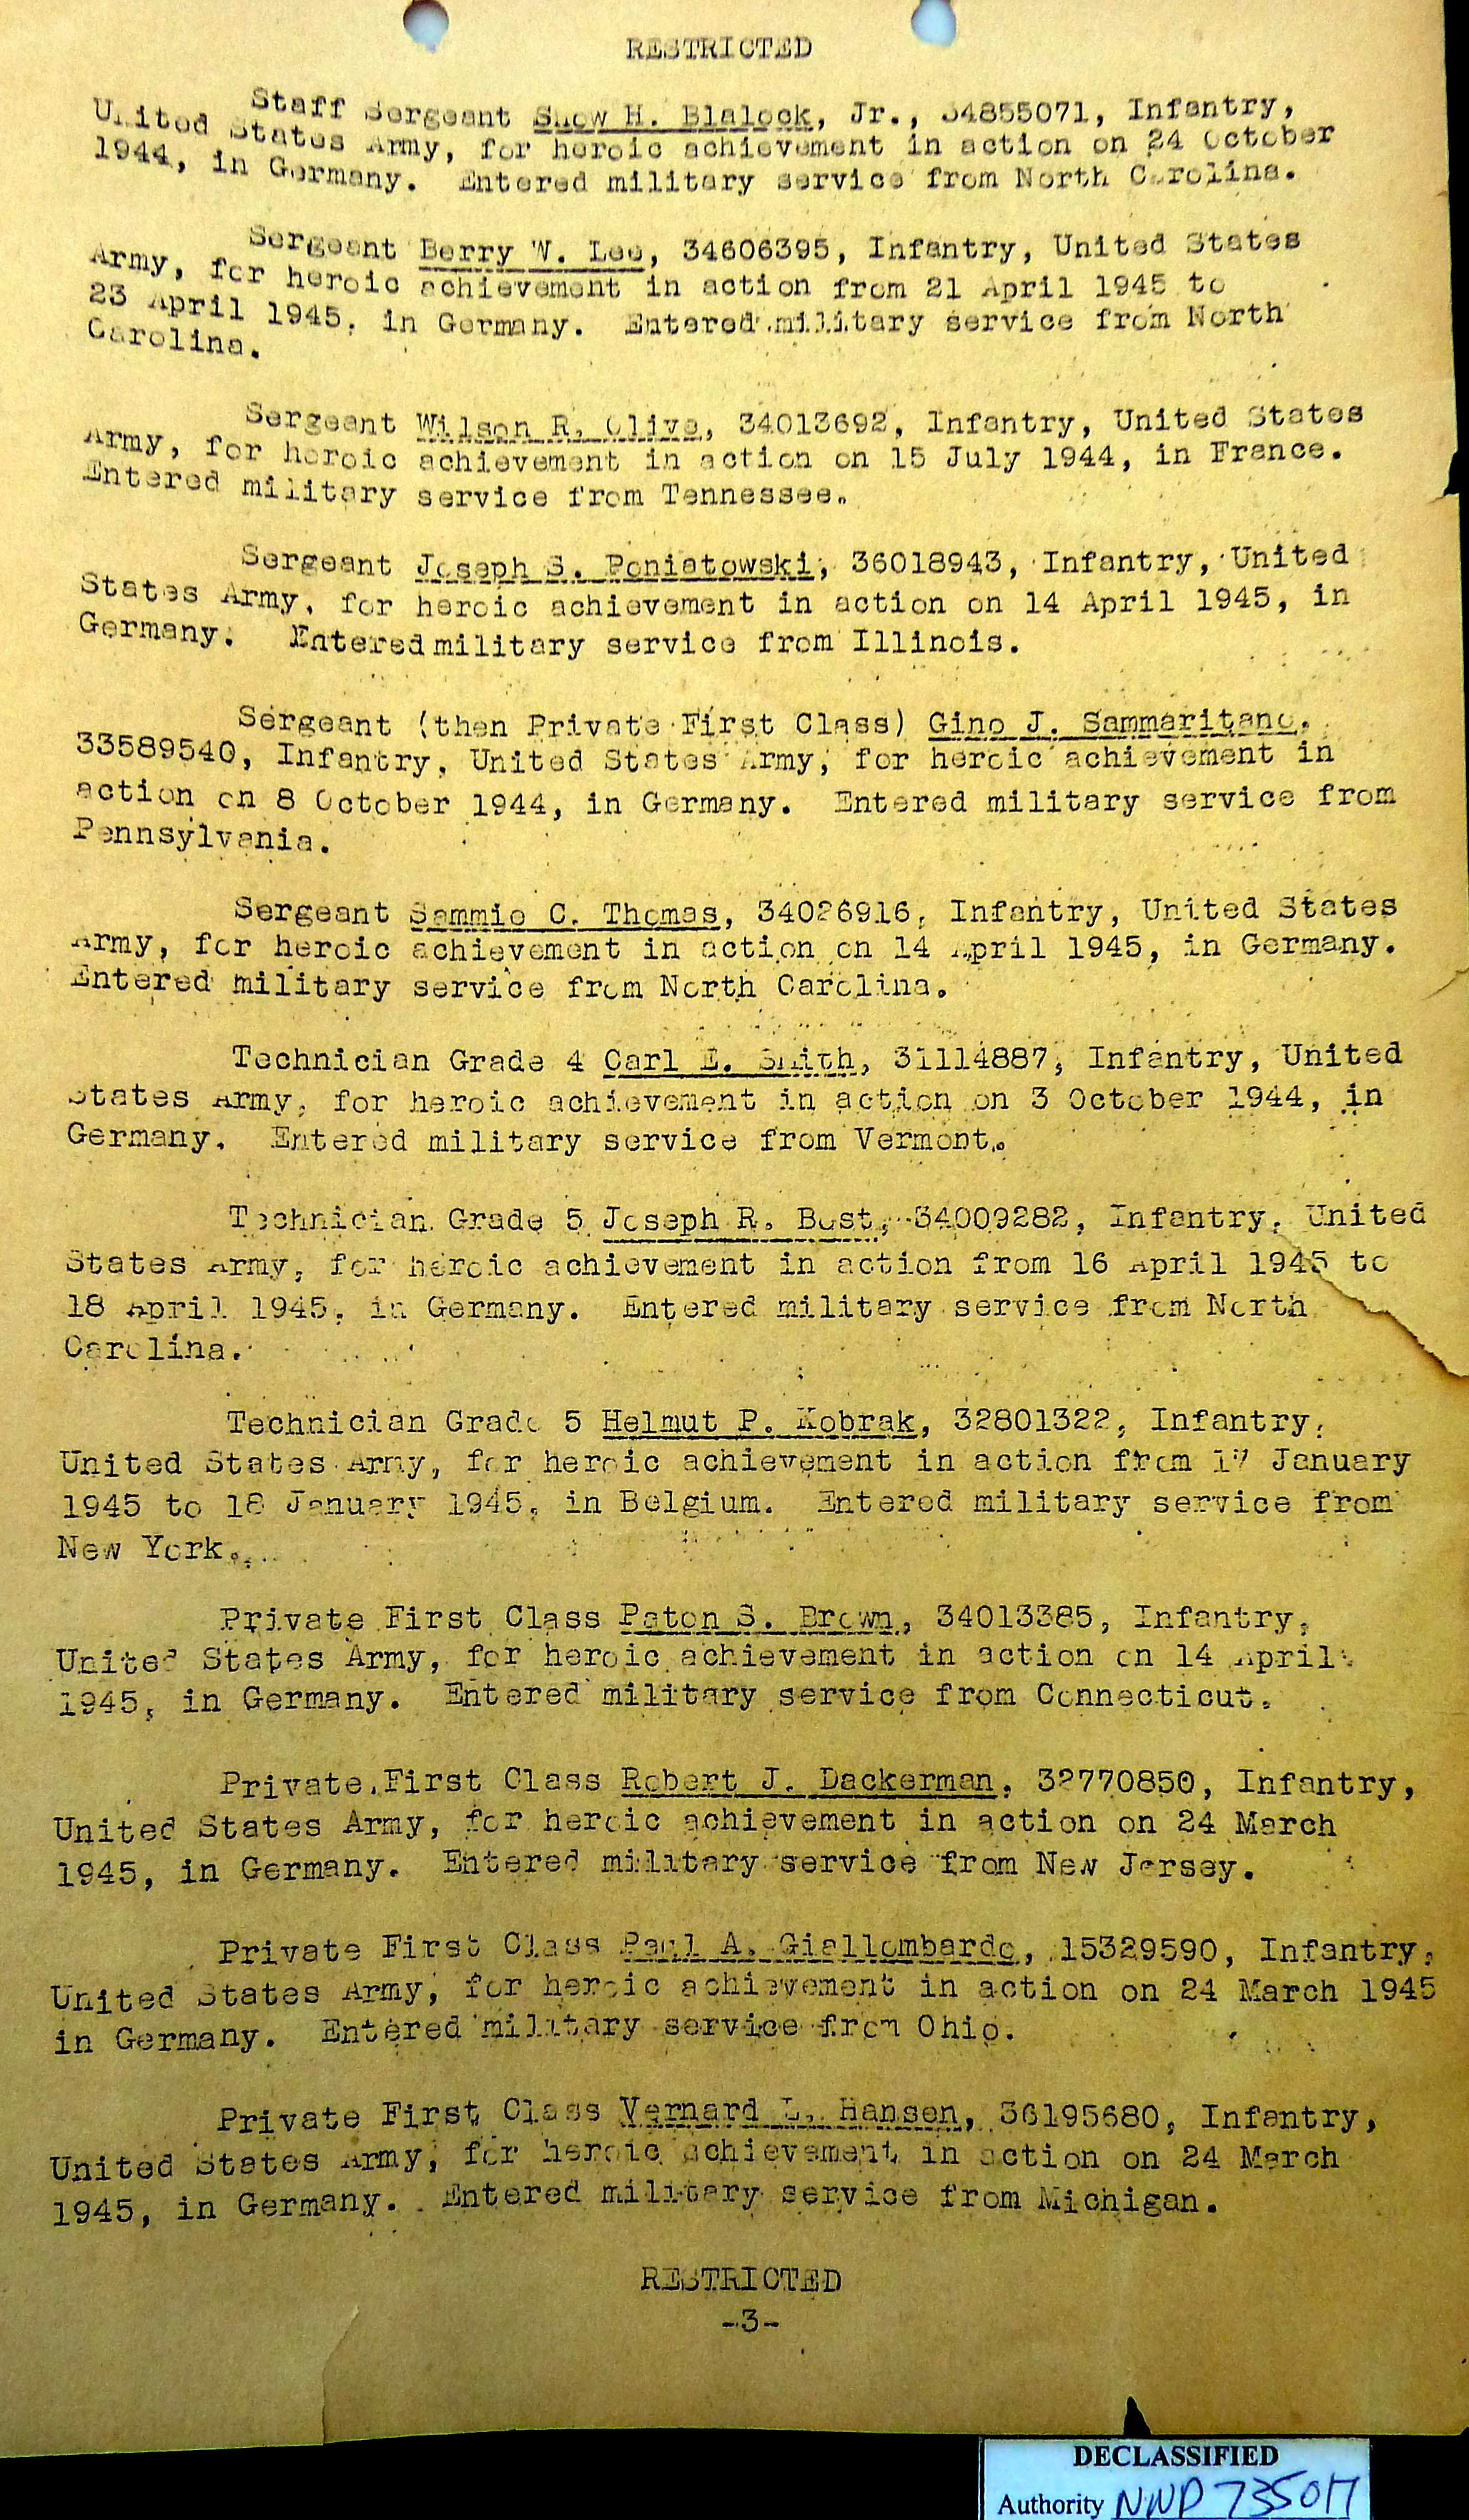 RESTRICTED
Staff Sergeant Snow H. Blalock, Jr., 34855071, Infantry,
United States Army, for heroic achievement in action on 24 October
1944, in Germany. Entered military service from North Carolina.
Sergeant Berry W. Lee, 34606395, Infantry, United States
Army, for heroic achievement in action from 21 April 1945 to
23 April 1945, in Germany. Entered military service from North
Carolina.
Sergeant Wilson R. Olive, 34013692, Infantry, United States
Army, for heroic achievement in action on 15 July 1944, in France.
Entered military service from Tennessee.
Sergeant Joseph S. Poniatowski, 36018943, Infantry, United
States Army, for heroic achievement in action on 14 April 1945, in
Germany. Entered military service from Illinois.
Sergeant (then Private First Class) Gino J. Sammaritano,
33589540, Infantry, United States Army, for heroic achievement in
action on 8 October 1944, in Germany. Entered military service from
Pennsylvania.
Sergeant Sammie C. Thomas, 34026916, Infantry, United States
Army, for heroic achievement in action on 14 April 1945, in Germany.
Entered military service from North Carolina.
Technician Grade 4 Carl E. Smith, 31114887, Infantry, United
States Army, for heroic achievement in action on 3 October 1944, in
Germany. Entered military service from Vermont.
Technician Grade 5 Joseph R. Bust, 34009282, Infantry, United
States Army, for heroic achievement in action from 16 April 1945 to
18 April 1945, in Germany. Entered military service from North
Carolina.
Technician Grade 5 Helmut P. Kobrak, 32801322, Infantry,
United States Army, for heroic achievement in action from 17 January
1945 to 18 January 1945, in Belgium. Entered military service from
New York.
Private First Class Paton S. Brown, 34013385, Infantry,
United States Army, for heroic achievement in action on 14 April
1945, in Germany. Entered military service from Connecticut.
Private First Class Robert J. Dackerman, 32770850, Infantry,
United States Army, for heroic achievement in action on 24 March
1945, in Germany. Entered military service from New Jersey.
Private First Class Paul A. Giallombardo, 15329590, Infantry,
United States Army, for heroic achievement in action on 24 March 1945
in Germany. Entered military service from Ohio.
Private First Class Vernard L. Hansen, 36195680, Infantry,
United States Army, for heroic achievement in action on 24 March
1945, in Germany. Entered military service from Michigan.
RESTRICTED
-3-
DECLASSIFIED
Authority NND 735017